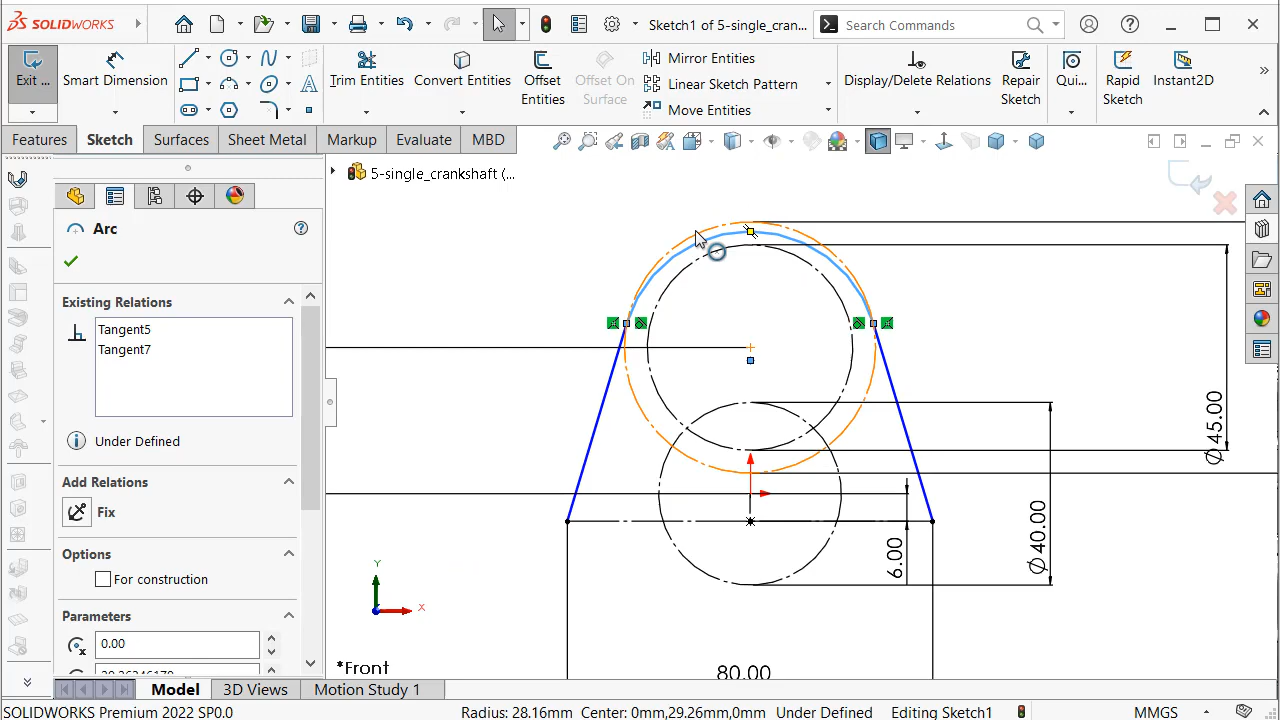 SOLIDWORKS
Sketch1 of 5-single_cran...
Search Commands
Exit ...
Smart Dimension
Trim Entities
Convert Entities
Offset Entities
Offset On Surface
Mirror Entities
Linear Sketch Pattern
Move Entities
Display/Delete Relations
Repair Sketch
Qui...
Rapid Sketch
Instant2D
Features
Sketch
Surfaces
Sheet Metal
Markup
Evaluate
MBD
5-single_crankshaft (...
Arc
Existing Relations
Tangent5
Tangent7
Under Defined
Add Relations
Fix
Options
For construction
Parameters
0.00
Ø45.00
Ø40.00
6.00
80.00
Y
X
*Front
Model
3D Views
Motion Study 1
SOLIDWORKS Premium 2022 SP0.0
Radius: 28.16mm
Center: 0mm,29.26mm,0mm
Under Defined
Editing Sketch1
MMGS